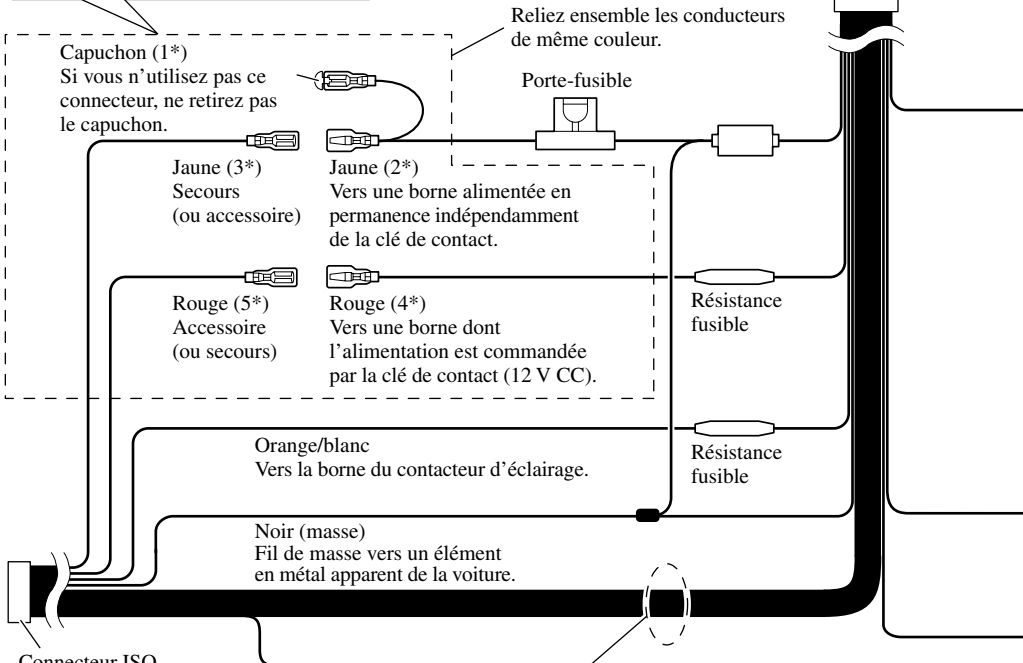 Reliez ensemble les conducteurs
de même couleur.
Capuchon (1*)
Si vous n’utilisez pas ce
connecteur, ne retirez pas
le capuchon.
Porte-fusible
Jaune (3*)
Secours
(ou accessoire)
Jaune (2*)
Vers une borne alimentée en
permanence indépendamment
de la clé de contact.
Rouge (5*)
Accessoire
(ou secours)
Rouge (4*)
Vers une borne dont
l’alimentation est commandée
par la clé de contact (12 V CC).
Résistance
fusible
Orange/blanc
Vers la borne du contacteur d’éclairage.
Résistance
fusible
Noir (masse)
Fil de masse vers un élément
en métal apparent de la voiture.
Connecteur ISO